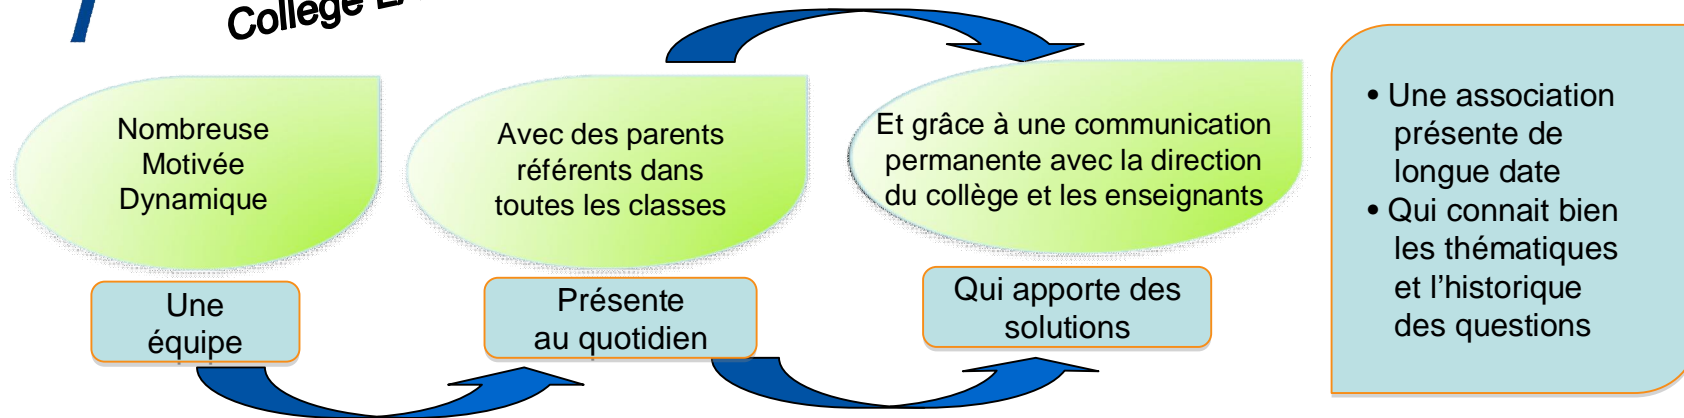 Collège
Nombreuse
Motivée
Dynamique
Une
équipe
Avec des parents
référents dans
toutes les classes
Présente
au quotidien
Et grâce à une communication
permanente avec la direction
du collège et les enseignants
Qui apporte des
solutions
• Une association
présente de
longue date
• Qui connait bien
les thématiques
et l'historique
des questions